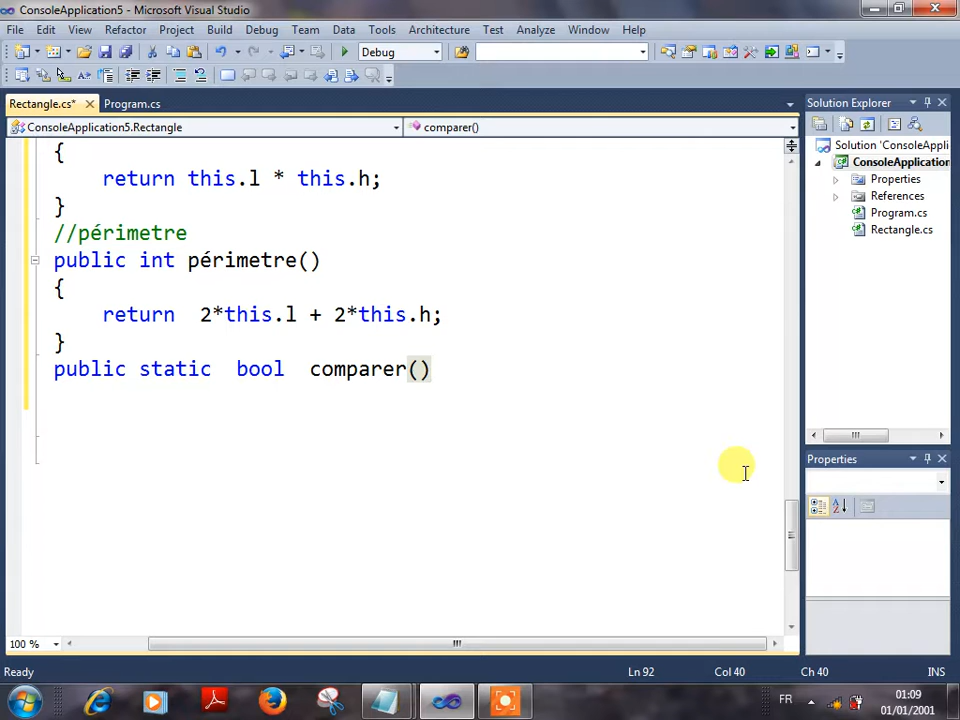 ConsoleApplication5 - Microsoft Visual Studio
File Edit View Refactor Project Build Debug Team Data Tools Architecture Test Analyze Window Help
Debug
Rectangle.cs* Program.cs
ConsoleApplication5.Rectangle comparer()
{
return this.l * this.h;
}
//périmetre
public int périmetre()
{
return 2*this.l + 2*this.h;
}
public static bool comparer()
Solution Explorer
Solution 'ConsoleAppli
ConsoleApplication
Properties
References
Program.cs
Rectangle.cs
Properties
100 %
Ready Ln 92 Col 40 Ch 40 INS
FR 01:09
01/01/2001